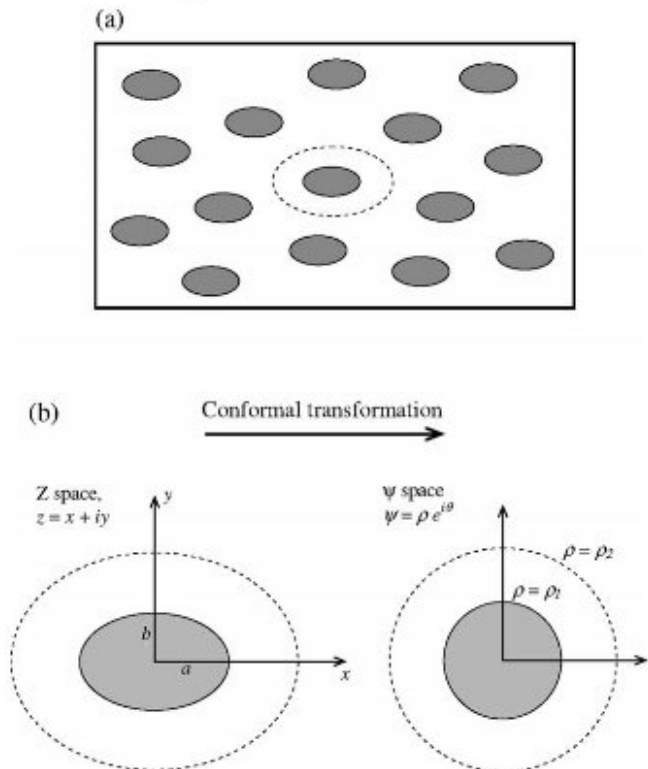 (a)
(b)
Conformal transformation
Z space,
z = x + iy
y
b
a
x
ψ space
ψ = ρ e^{iθ}
ρ = ρ₂
ρ = ρ₁